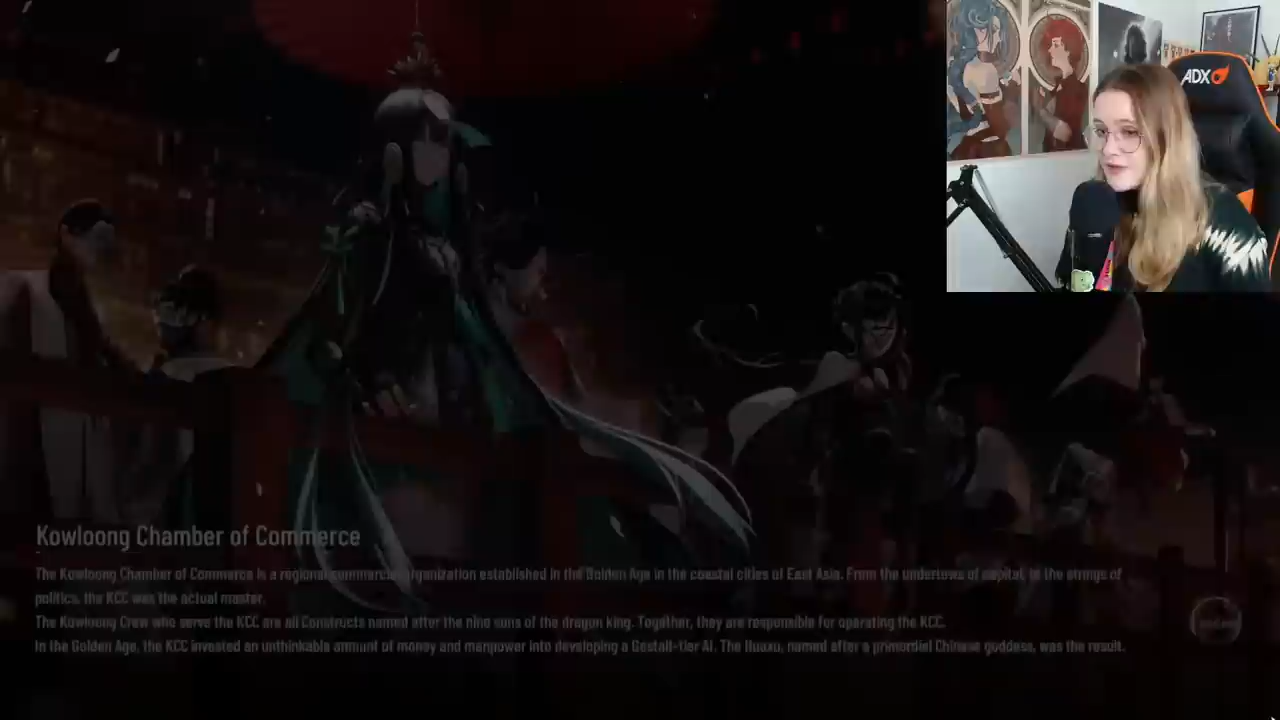 ADX
Kowloong Chamber of Commerce
The Kowloong Chamber of Commerce is a regional commercial organization established in the Golden Age in the coastal cities of East Asia. From the undertows of capital, to the strings of
politics, the KCC was the actual master.
The Kowloong Crew who serve the KCC are all Constructs named after the nine sons of the dragon king. Together, they are responsible for operating the KCC.
In the Golden Age, the KCC invested an unthinkable amount of money and manpower into developing a Gestalt-tier AI. The Huaxu, named after a primordial Chinese goddess, was the result.